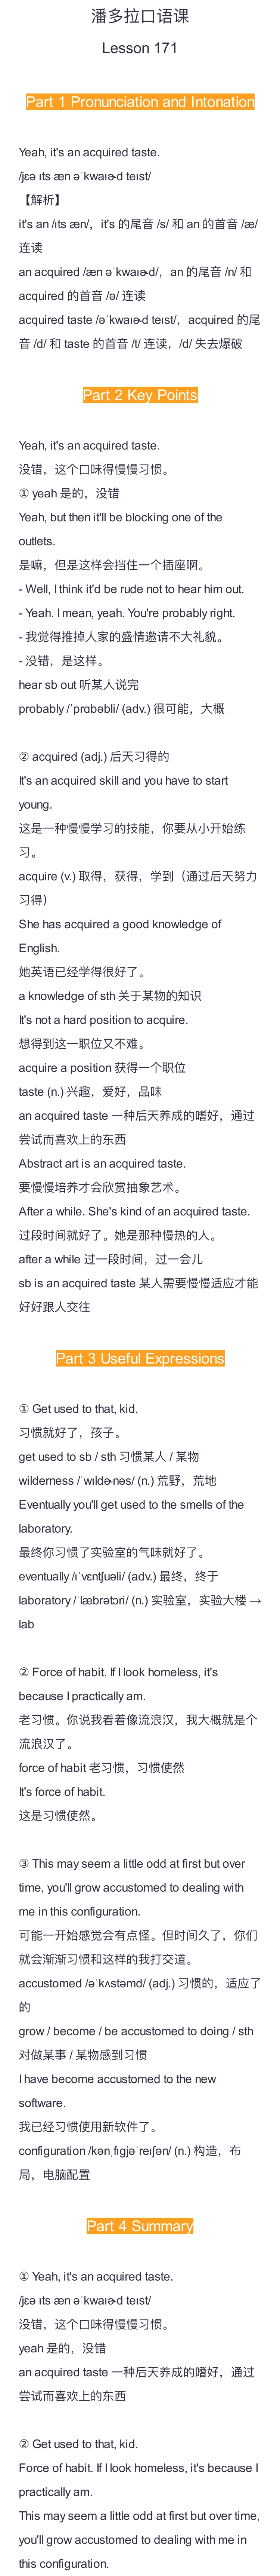 潘多拉口语课
Lesson 171
Part 1 Pronunciation and Intonation
Yeah, it's an acquired taste.
/jɛə ɪts æn əˈkwaɪɚd teɪst/
【解析】
it's an /ɪts æn/，it's 的尾音 /s/ 和 an 的首音 /æ/
连读
an acquired /æn əˈkwaɪɚd/，an 的尾音 /n/ 和
acquired 的首音 /ə/ 连读
acquired taste /əˈkwaɪɚd teɪst/，acquired 的尾
音 /d/ 和 taste 的首音 /t/ 连读，/d/ 失去爆破
Part 2 Key Points
Yeah, it's an acquired taste.
没错，这个口味得慢慢习惯。
① yeah 是的，没错
Yeah, but then it'll be blocking one of the
outlets.
是嘛，但是这样会挡住一个插座啊。
- Well, I think it'd be rude not to hear him out.
- Yeah. I mean, yeah. You're probably right.
- 我觉得推掉人家的盛情邀请不大礼貌。
- 没错，是这样。
hear sb out 听某人说完
probably /ˈprɑbəbli/ (adv.) 很可能，大概
② acquired (adj.) 后天习得的
It's an acquired skill and you have to start
young.
这是一种慢慢学习的技能，你要从小开始练
习。
acquire (v.) 取得，获得，学到（通过后天努力
习得）
She has acquired a good knowledge of
English.
她英语已经学得很好了。
a knowledge of sth 关于某物的知识
It's not a hard position to acquire.
想得到这一职位又不难。
acquire a position 获得一个职位
taste (n.) 兴趣，爱好，品味
an acquired taste 一种后天养成的嗜好，通过
尝试而喜欢上的东西
Abstract art is an acquired taste.
要慢慢培养才会欣赏抽象艺术。
After a while. She's kind of an acquired taste.
过段时间就好了。她是那种慢热的人。
after a while 过一段时间，过一会儿
sb is an acquired taste 某人需要慢慢适应才能
好好跟人交往
Part 3 Useful Expressions
① Get used to that, kid.
习惯就好了，孩子。
get used to sb / sth 习惯某人 / 某物
wilderness /ˈwɪldɚnəs/ (n.) 荒野，荒地
Eventually you'll get used to the smells of the
laboratory.
最终你习惯了实验室的气味就好了。
eventually /ɪˈvɛntʃuəli/ (adv.) 最终，终于
laboratory /ˈlæbrətɔri/ (n.) 实验室，实验大楼 →
lab
② Force of habit. If I look homeless, it's
because I practically am.
老习惯。你说我看着像流浪汉，我大概就是个
流浪汉了。
force of habit 老习惯，习惯使然
It's force of habit.
这是习惯使然。
③ This may seem a little odd at first but over
time, you'll grow accustomed to dealing with
me in this configuration.
可能一开始感觉会有点怪。但时间久了，你们
就会渐渐习惯和这样的我打交道。
accustomed /əˈkʌstəmd/ (adj.) 习惯的，适应了
的
grow / become / be accustomed to doing / sth
对做某事 / 某物感到习惯
I have become accustomed to the new
software.
我已经习惯使用新软件了。
configuration /kənˌfɪgjəˈreɪʃən/ (n.) 构造，布
局，电脑配置
Part 4 Summary
① Yeah, it's an acquired taste.
/jɛə ɪts æn əˈkwaɪɚd teɪst/
没错，这个口味得慢慢习惯。
yeah 是的，没错
an acquired taste 一种后天养成的嗜好，通过
尝试而喜欢上的东西
② Get used to that, kid.
Force of habit. If I look homeless, it's because I
practically am.
This may seem a little odd at first but over time,
you'll grow accustomed to dealing with me in
this configuration.